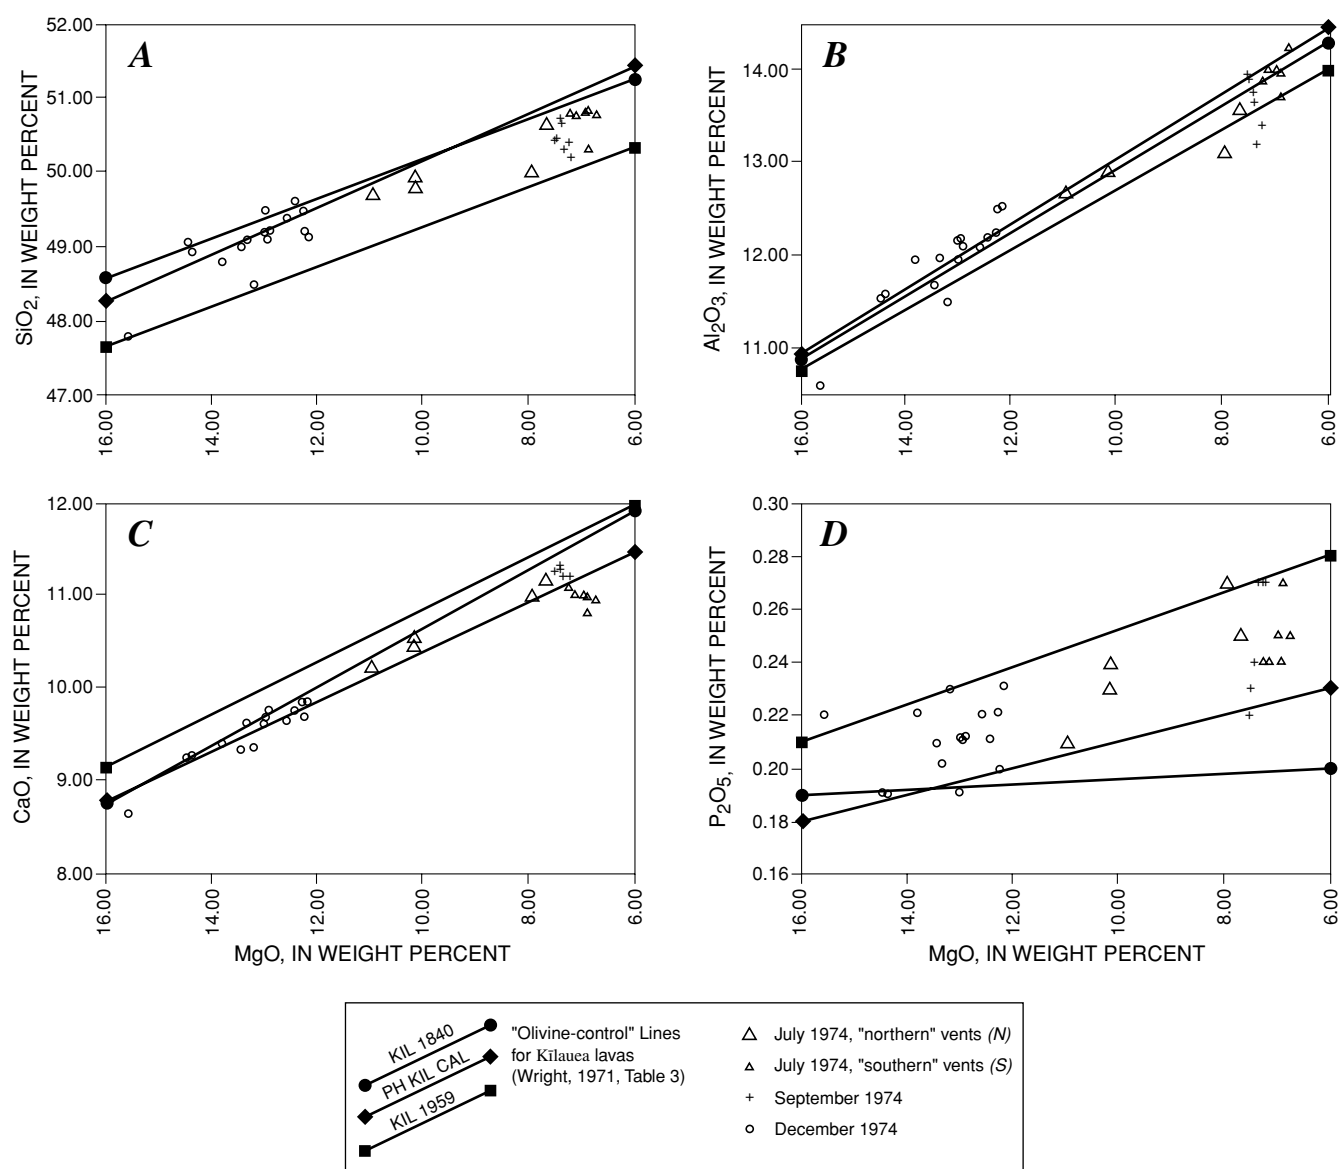 A
SiO2, IN WEIGHT PERCENT
52.00
51.00
50.00
49.00
48.00
47.00
16.00
14.00
12.00
10.00
8.00
6.00
B
Al2O3, IN WEIGHT PERCENT
14.00
13.00
12.00
11.00
16.00
14.00
12.00
10.00
8.00
6.00
C
CaO, IN WEIGHT PERCENT
12.00
11.00
10.00
9.00
8.00
16.00
14.00
12.00
10.00
8.00
6.00
MgO, IN WEIGHT PERCENT
D
P2O5, IN WEIGHT PERCENT
0.30
0.28
0.26
0.24
0.22
0.20
0.18
0.16
16.00
14.00
12.00
10.00
8.00
6.00
MgO, IN WEIGHT PERCENT
KIL 1840
PH KIL CAL
KIL 1959
"Olivine-control" Lines
for Kīlauea lavas
(Wright, 1971, Table 3)
July 1974, "northern" vents (N)
July 1974, "southern" vents (S)
September 1974
December 1974